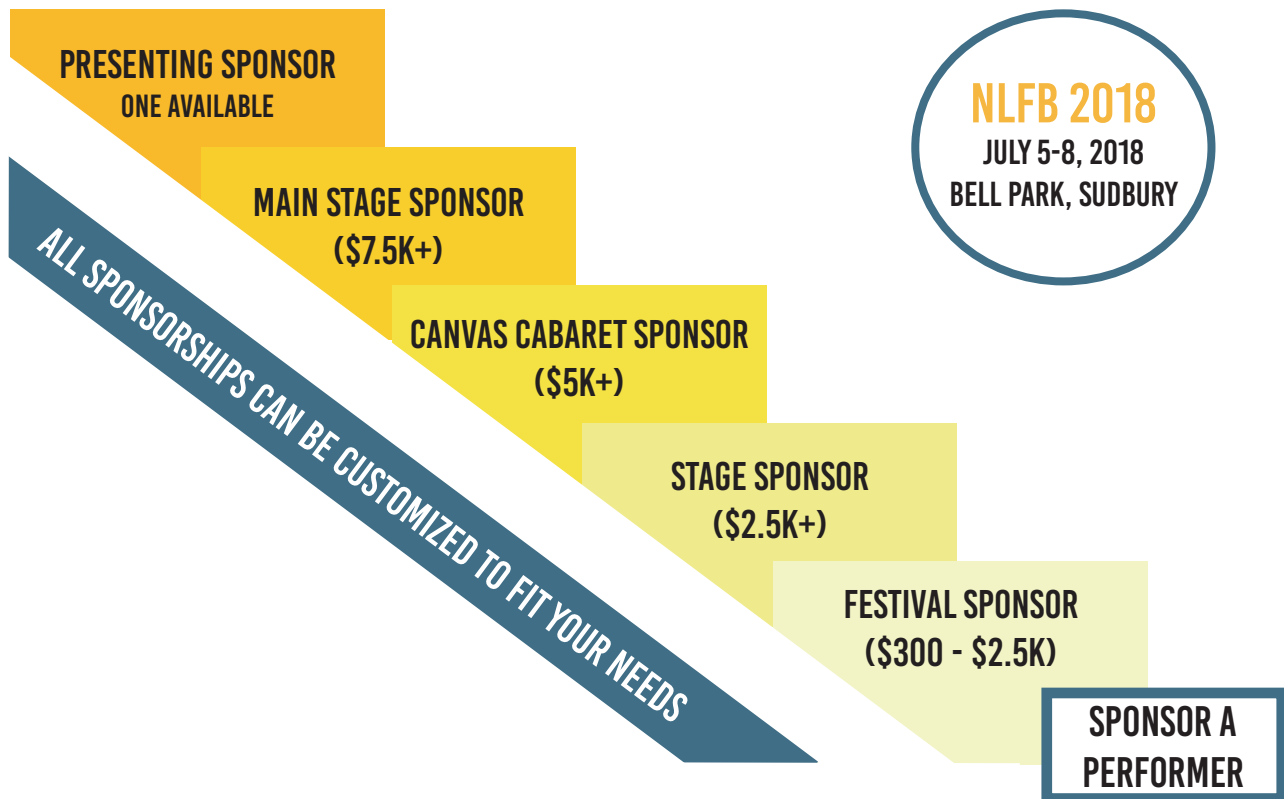 PRESENTING SPONSOR
ONE AVAILABLE
NLFB 2018
JULY 5-8, 2018
BELL PARK, SUDBURY
MAIN STAGE SPONSOR
($7.5K+)
CANVAS CABARET SPONSOR
($5K+)
STAGE SPONSOR
($2.5K+)
FESTIVAL SPONSOR
($300 - $2.5K)
SPONSOR A
PERFORMER
ALL SPONSORSHIPS CAN BE CUSTOMIZED TO FIT YOUR NEEDS